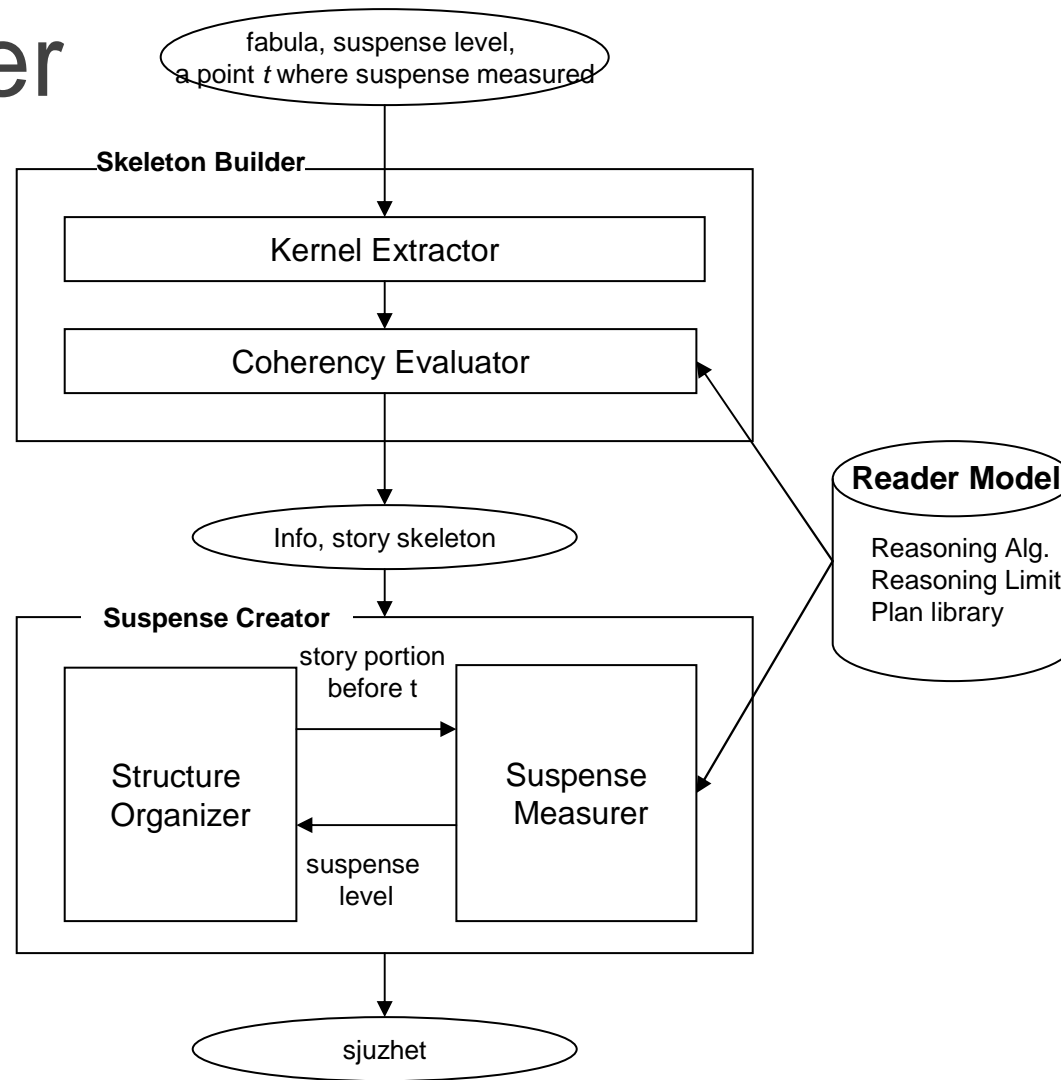 er
fabula, suspense level,
a point t where suspense measured
Skeleton Builder
Kernel Extractor
Coherency Evaluator
Reader Model
Reasoning Alg.
Reasoning Limit
Plan library
Info, story skeleton
Suspense Creator
story portion
before t
Structure
Organizer
Suspense
Measurer
suspense
level
sjuzhet